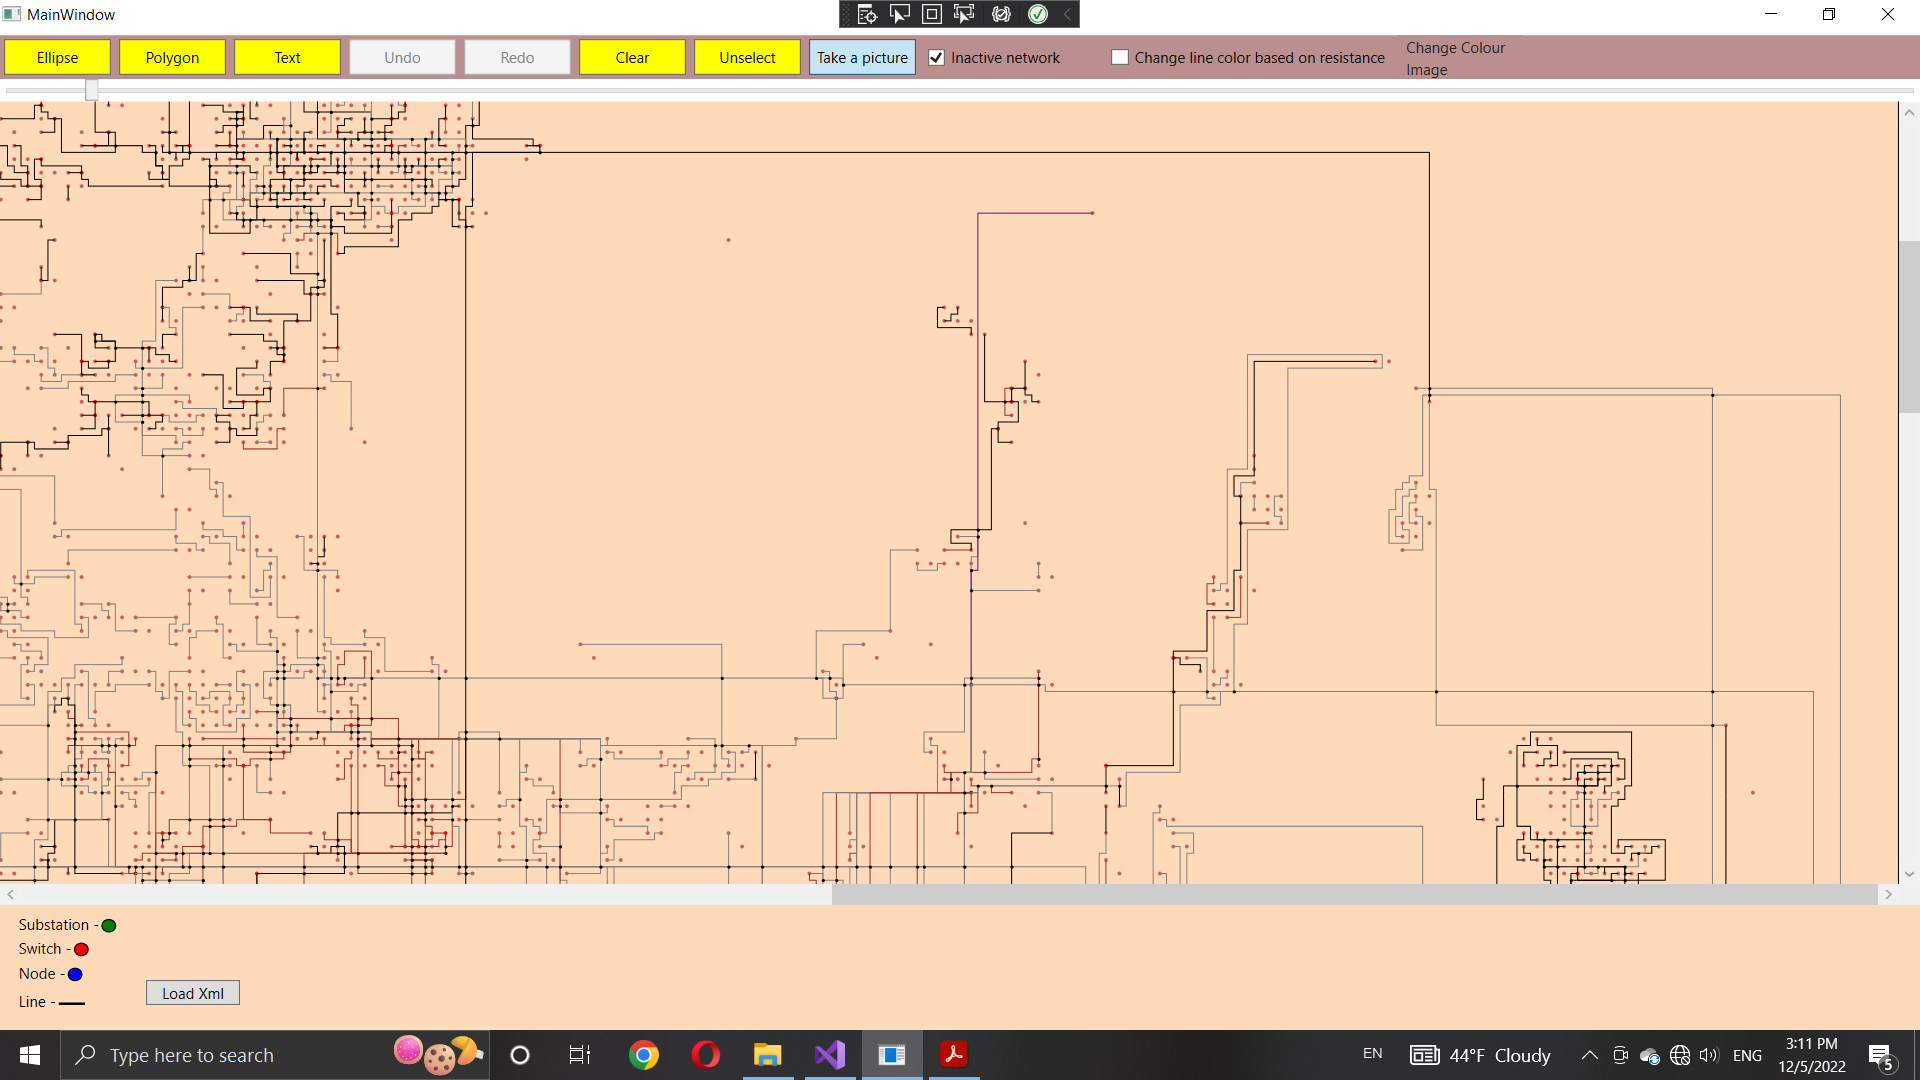 MainWindow
Ellipse
Polygon
Text
Undo
Redo
Clear
Unselect
Take a picture
Inactive network
Change line color based on resistance
Change Colour
Image
Substation -
Switch -
Node -
Line -
Load Xml
Type here to search
EN
44°F Cloudy
ENG
3:11 PM
12/5/2022
5